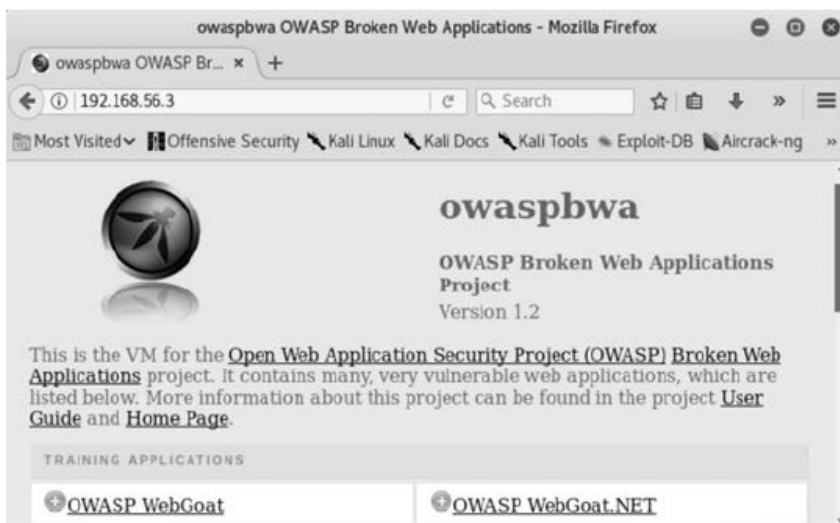 owaspbwa OWASP Broken Web Applications - Mozilla Firefox
owaspbwa OWASP Br...
192.168.56.3
Search
Most Visited Offensive Security Kali Linux Kali Docs Kali Tools Exploit-DB Aircrack-ng »
owaspbwa
OWASP Broken Web Applications
Project
Version 1.2
This is the VM for the Open Web Application Security Project (OWASP) Broken Web
Applications project. It contains many, very vulnerable web applications, which are
listed below. More information about this project can be found in the project User
Guide and Home Page.
TRAINING APPLICATIONS
OWASP WebGoat
OWASP WebGoat.NET